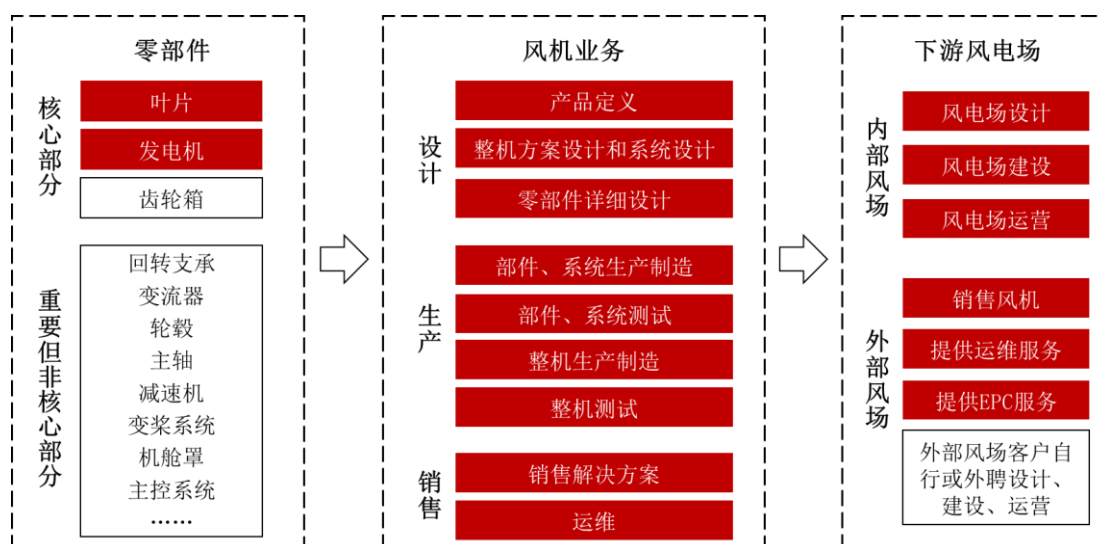 零部件
核心部分
叶片
发电机
齿轮箱
重要但非核心部分
回转支承
变流器
轮毂
主轴
减速机
变桨系统
机舱罩
主控系统
……
风机业务
设计
产品定义
整机方案设计和系统设计
零部件详细设计
生产
部件、系统生产制造
部件、系统测试
整机生产制造
整机测试
销售
销售解决方案
运维
下游风电场
内部风场
风电场设计
风电场建设
风电场运营
外部风场
销售风机
提供运维服务
提供EPC服务
外部风场客户自
行或外聘设计、
建设、运营